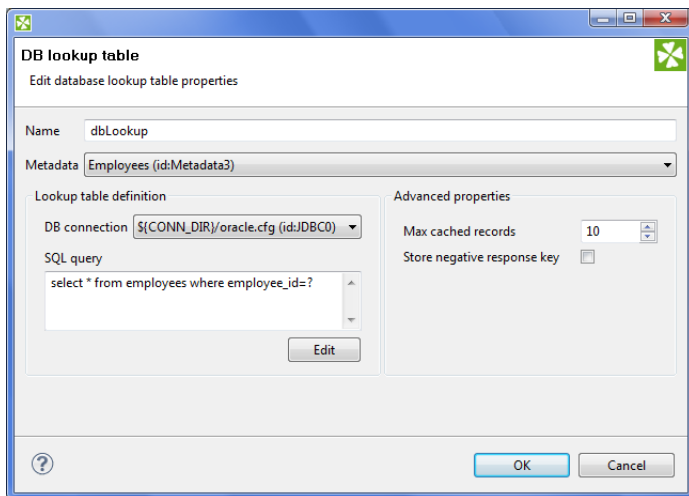 DB lookup table
Edit database lookup table properties
Name dbLookup
Metadata Employees (id:Metadata3)
Lookup table definition
DB connection ${CONN_DIR}/oracle.cfg (id:JDBC0)
SQL query
select * from employees where employee_id=?
Edit
Advanced properties
Max cached records 10
Store negative response key
? OK Cancel